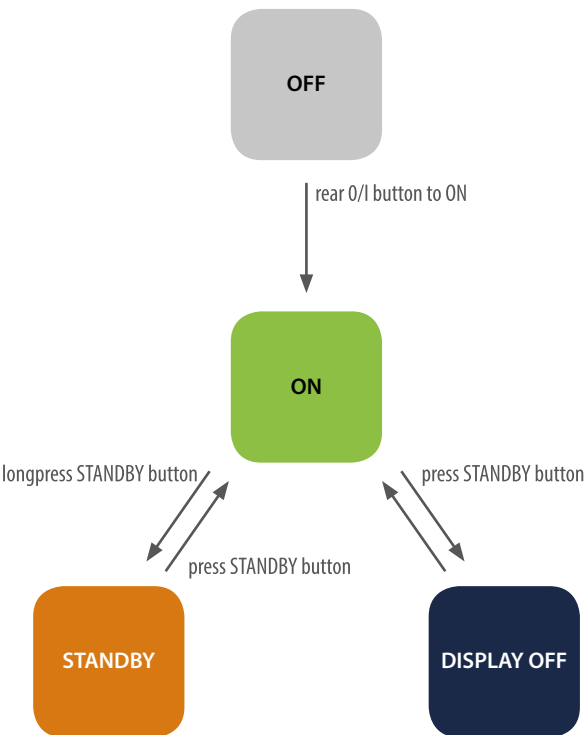 OFF
rear 0/I button to ON
ON
longpress STANDBY button
press STANDBY button
press STANDBY button
STANDBY
DISPLAY OFF